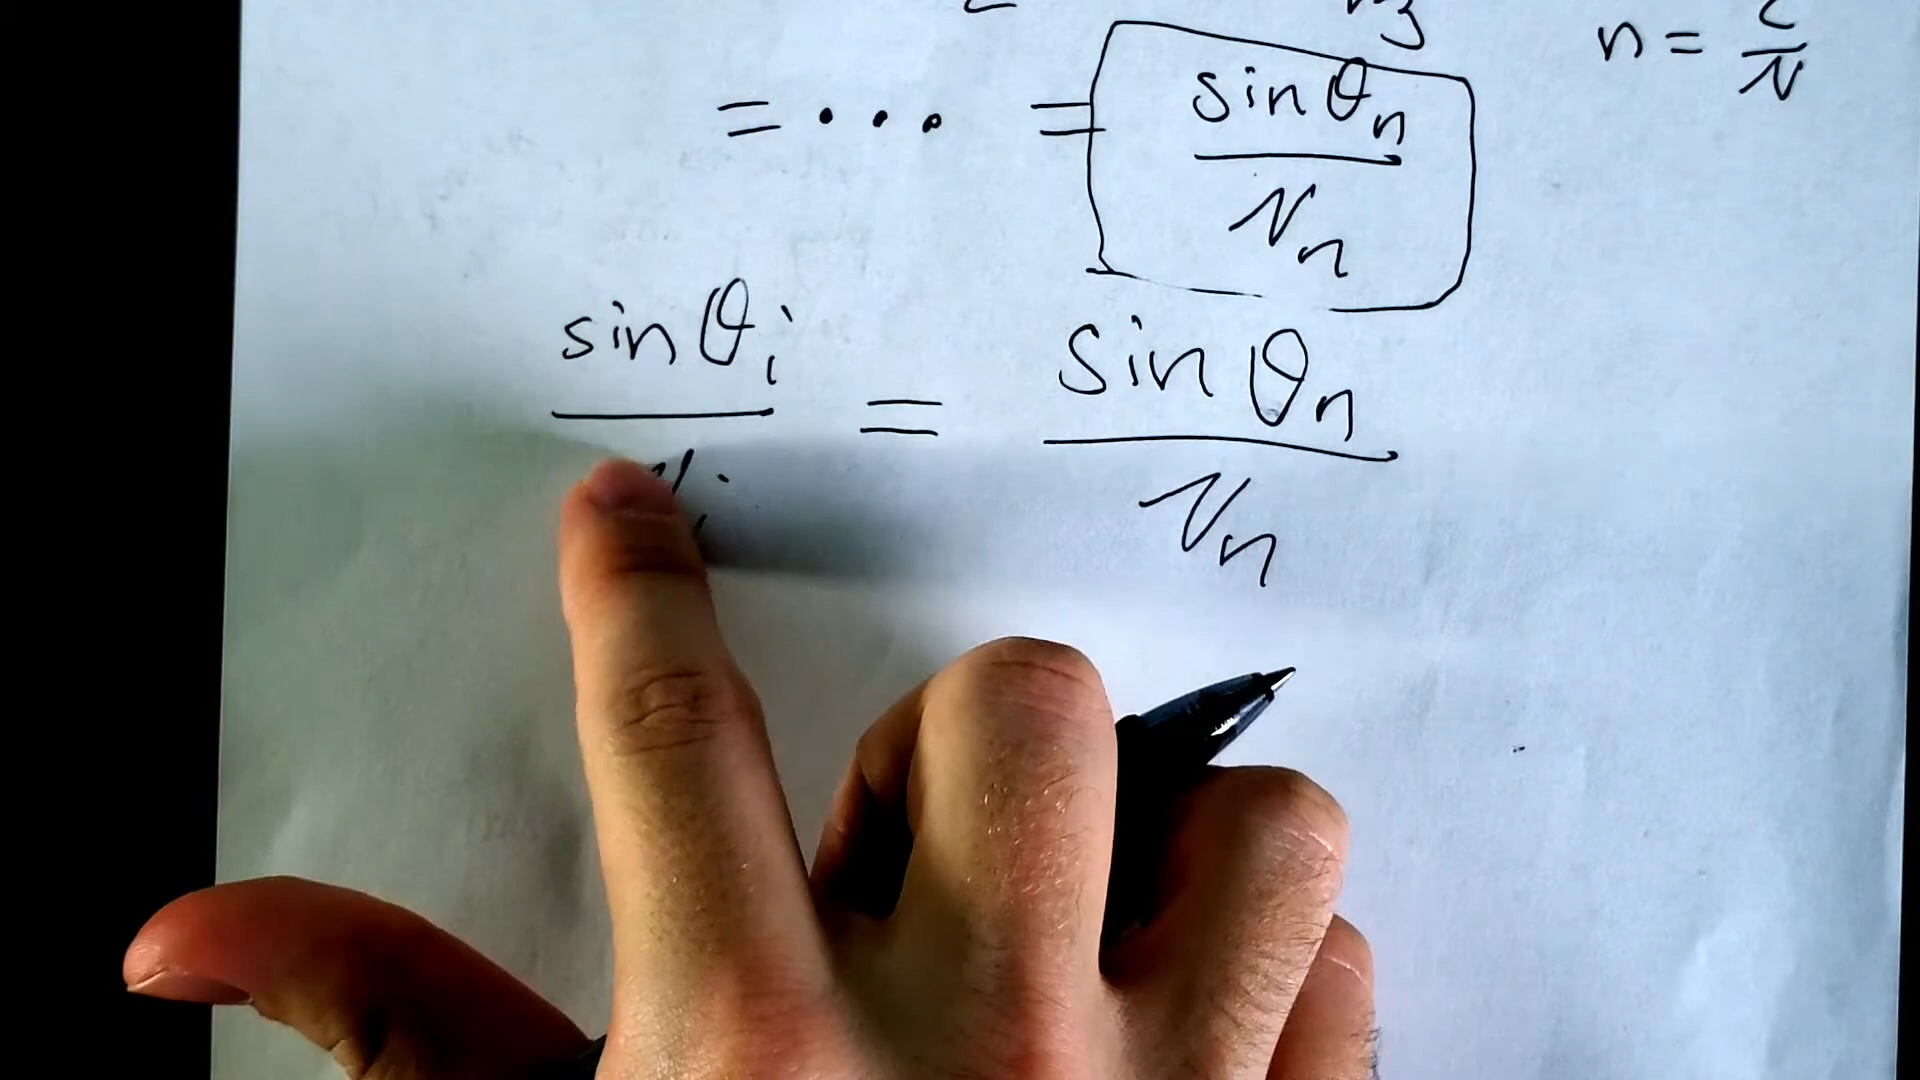 n = c/v
= ... = sin θn / vn
sin θi / vi = sin θn / vn